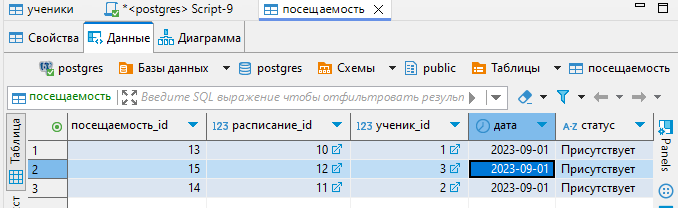 ученики *<postgres> Script-9 посещаемость
Свойства Данные Диаграмма
postgres Базы данных postgres Схемы public Таблицы посещаемость
посещаемость Введите SQL выражение чтобы отфильтровать результ
посещаемость_id 123 расписание_id 123 ученик_id дата A-Z статус
1 13 10 1 2023-09-01 Присутствует
2 15 12 3 2023-09-01 Присутствует
3 14 11 2 2023-09-01 Присутствует
Таблица
ст
Panels